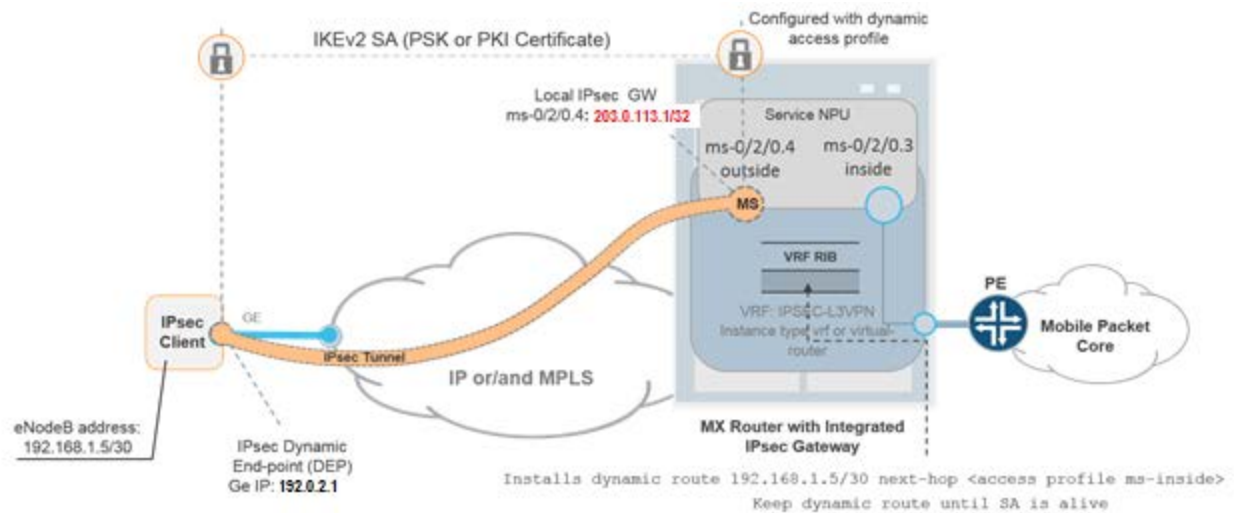 Configured with dynamic
access profile
IKEv2 SA (PSK or PKI Certificate)
Local IPsec GW
ms-0/2/0.4: 203.0.113.1/32
Service NPU
ms-0/2/0.4
outside
ms-0/2/0.3
inside
MS
VRF RIB
VRF: IPSEC-L3VPN
Instance type vrf or virtual-
router
PE
Mobile Packet
Core
IPsec
Client
GE
IPsec Tunnel
IP or/and MPLS
eNodeB address:
192.168.1.5/30
IPsec Dynamic
End-point (DEP)
Ge IP: 192.0.2.1
MX Router with Integrated
IPsec Gateway
Installs dynamic route 192.168.1.5/30 next-hop <access profile ms-inside>
Keep dynamic route until SA is alive